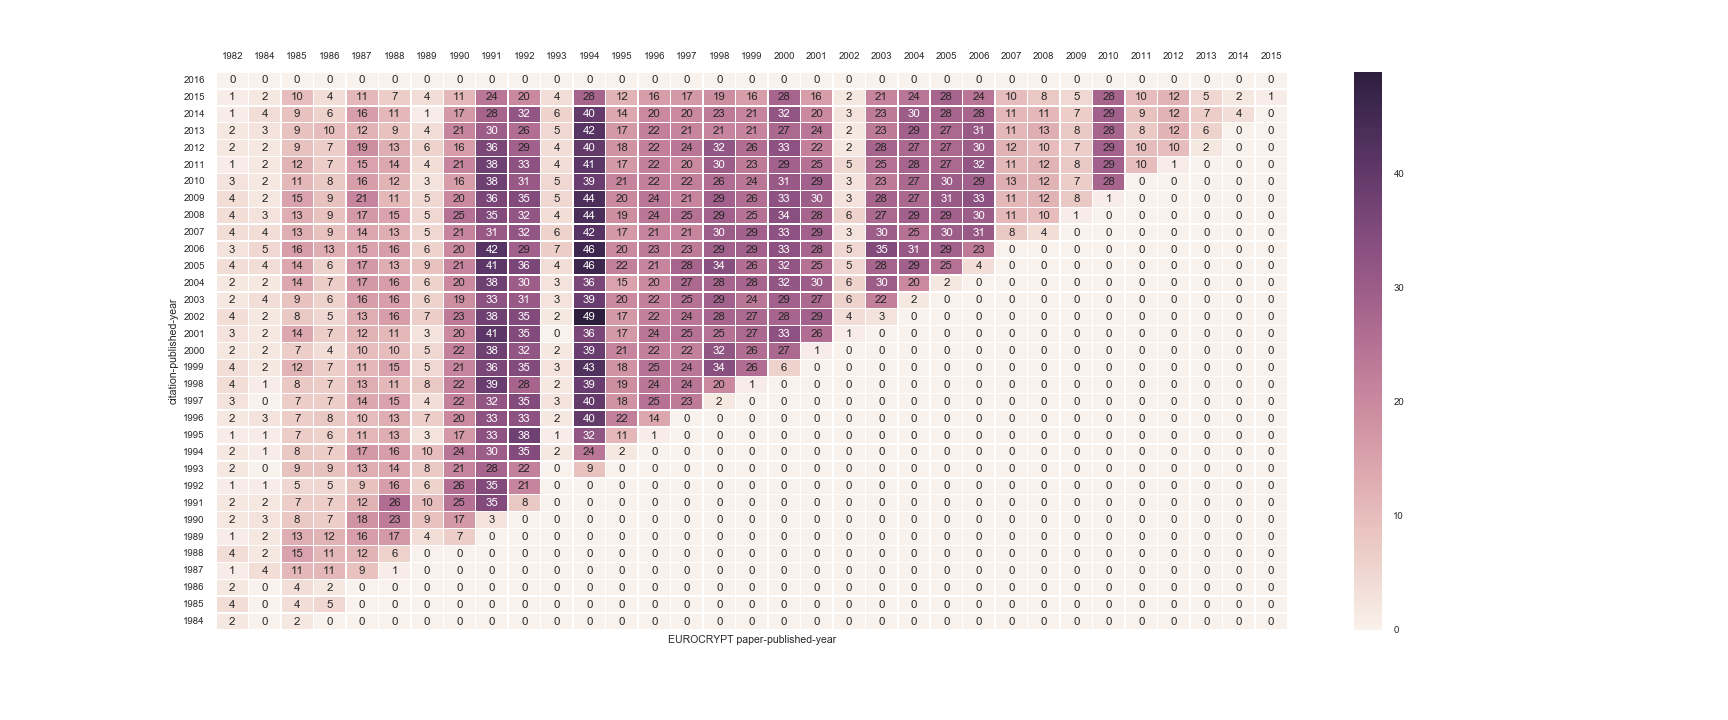 1982 1984 1985 1986 1987 1988 1989 1990 1991 1992 1993 1994 1995 1996 1997 1998 1999 2000 2001 2002 2003 2004 2005 2006 2007 2008 2009 2010 2011 2012 2013 2014 2015
2016 0 0 0 0 0 0 0 0 0 0 0 0 0 0 0 0 0 0 0 0 0 0 0 0 0 0 0 0 0 0 0 0 0
2015 1 2 10 4 11 7 4 11 24 20 4 28 12 16 17 19 16 28 16 2 21 24 28 24 10 8 5 28 10 12 5 2 1
2014 1 4 9 6 16 11 1 17 28 32 6 40 14 20 20 23 21 32 20 3 23 30 28 28 11 11 7 29 9 12 7 4 0
2013 2 3 9 10 12 9 4 21 30 26 5 42 17 22 21 21 21 27 24 2 23 29 27 31 11 13 8 28 8 12 6 0 0
2012 2 2 9 7 19 13 6 16 36 29 4 40 18 22 24 32 26 33 22 2 28 27 27 30 12 10 7 29 10 10 2 0 0
2011 1 2 12 7 15 14 4 21 38 33 4 41 17 22 20 30 23 29 25 5 25 28 27 32 11 12 8 29 10 1 0 0 0
2010 3 2 11 8 16 12 3 16 38 31 5 39 21 22 22 26 24 31 29 3 23 27 30 29 13 12 7 28 0 0 0 0 0
2009 4 2 15 9 21 11 5 20 36 35 5 44 20 24 21 29 26 33 30 3 28 27 31 33 11 12 8 1 0 0 0 0 0
2008 4 3 13 9 17 15 5 25 35 32 4 44 19 24 25 29 25 34 28 6 27 29 29 30 11 10 1 0 0 0 0 0 0
2007 4 4 13 9 14 13 5 21 31 32 6 42 17 21 21 30 29 33 29 3 30 25 30 31 8 4 0 0 0 0 0 0 0
2006 3 5 16 13 15 16 6 20 42 29 7 46 20 23 23 29 29 33 28 5 35 31 29 23 0 0 0 0 0 0 0 0 0
2005 4 4 14 6 17 13 9 21 41 36 4 46 22 21 28 34 26 32 25 5 28 29 25 4 0 0 0 0 0 0 0 0 0
2004 2 2 14 7 17 16 6 20 38 30 3 36 15 20 27 28 28 32 30 6 30 20 2 0 0 0 0 0 0 0 0 0 0
2003 2 4 9 6 16 16 6 19 33 31 3 39 20 22 25 29 24 29 27 6 22 2 0 0 0 0 0 0 0 0 0 0 0
2002 4 2 8 5 13 16 7 23 38 35 2 49 17 22 24 28 27 28 29 4 3 0 0 0 0 0 0 0 0 0 0 0 0
2001 3 2 14 7 12 11 3 20 41 35 0 36 17 24 25 25 27 33 26 1 0 0 0 0 0 0 0 0 0 0 0 0 0
2000 2 2 7 4 10 10 5 22 38 32 2 39 21 22 22 32 26 27 1 0 0 0 0 0 0 0 0 0 0 0 0 0 0
1999 4 2 12 7 11 15 5 21 36 35 3 43 18 25 24 34 26 6 0 0 0 0 0 0 0 0 0 0 0 0 0 0 0
1998 4 1 8 7 13 11 8 22 39 28 2 39 19 24 24 20 1 0 0 0 0 0 0 0 0 0 0 0 0 0 0 0 0
1997 3 0 7 7 14 15 4 22 32 35 3 40 18 25 23 2 0 0 0 0 0 0 0 0 0 0 0 0 0 0 0 0 0
1996 2 3 7 8 10 13 7 20 33 33 2 40 22 14 0 0 0 0 0 0 0 0 0 0 0 0 0 0 0 0 0 0 0
1995 1 1 7 6 11 13 3 17 33 38 1 32 11 1 0 0 0 0 0 0 0 0 0 0 0 0 0 0 0 0 0 0 0
1994 2 1 8 7 17 16 10 24 30 35 2 24 2 0 0 0 0 0 0 0 0 0 0 0 0 0 0 0 0 0 0 0 0
1993 2 0 9 9 13 14 8 21 28 22 0 9 0 0 0 0 0 0 0 0 0 0 0 0 0 0 0 0 0 0 0 0 0
1992 1 1 5 5 9 16 6 26 35 21 0 0 0 0 0 0 0 0 0 0 0 0 0 0 0 0 0 0 0 0 0 0 0
1991 2 2 7 7 12 26 10 25 35 8 0 0 0 0 0 0 0 0 0 0 0 0 0 0 0 0 0 0 0 0 0 0 0
1990 2 3 8 7 18 23 9 17 3 0 0 0 0 0 0 0 0 0 0 0 0 0 0 0 0 0 0 0 0 0 0 0 0
1989 1 2 13 12 16 17 4 7 0 0 0 0 0 0 0 0 0 0 0 0 0 0 0 0 0 0 0 0 0 0 0 0 0
1988 4 2 15 11 12 6 0 0 0 0 0 0 0 0 0 0 0 0 0 0 0 0 0 0 0 0 0 0 0 0 0 0 0
1987 1 4 11 11 9 1 0 0 0 0 0 0 0 0 0 0 0 0 0 0 0 0 0 0 0 0 0 0 0 0 0 0 0
1986 2 0 4 2 0 0 0 0 0 0 0 0 0 0 0 0 0 0 0 0 0 0 0 0 0 0 0 0 0 0 0 0 0
1985 4 0 4 5 0 0 0 0 0 0 0 0 0 0 0 0 0 0 0 0 0 0 0 0 0 0 0 0 0 0 0 0 0
1984 2 0 2 0 0 0 0 0 0 0 0 0 0 0 0 0 0 0 0 0 0 0 0 0 0 0 0 0 0 0 0 0 0
citation-published-year
EUROCRYPT paper-published-year
40
30
20
10
0